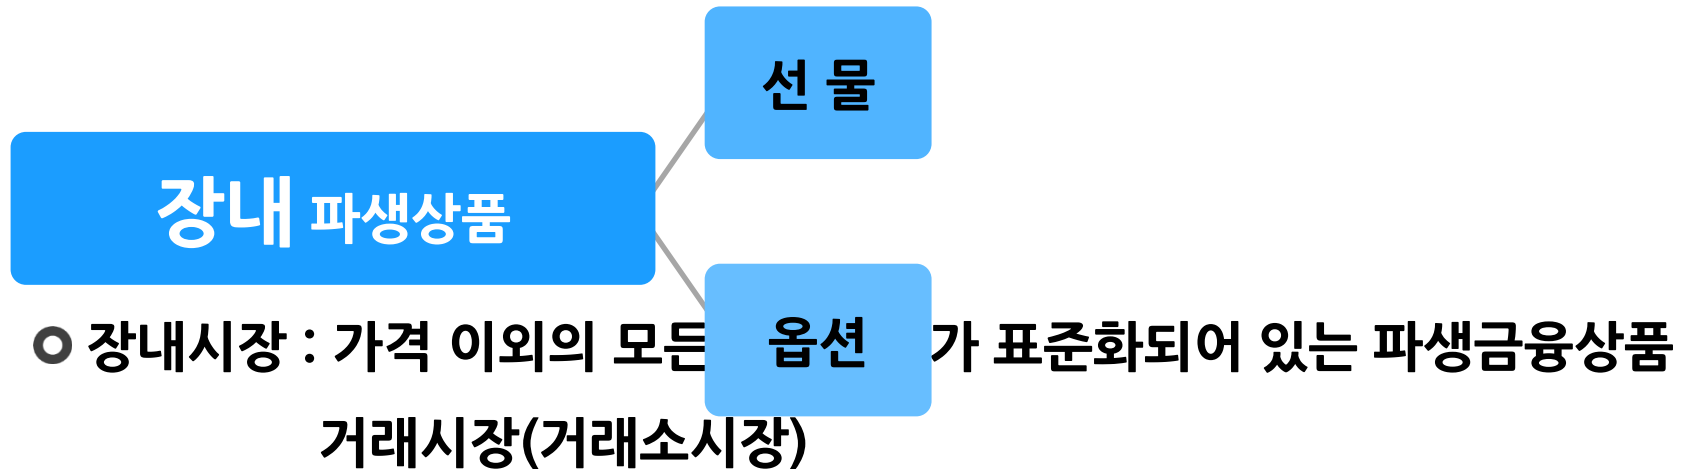 선 물
장내 파생상품
옵션
장내시장 : 가격 이외의 모든 가 표준화되어 있는 파생금융상품
거래시장(거래소시장)